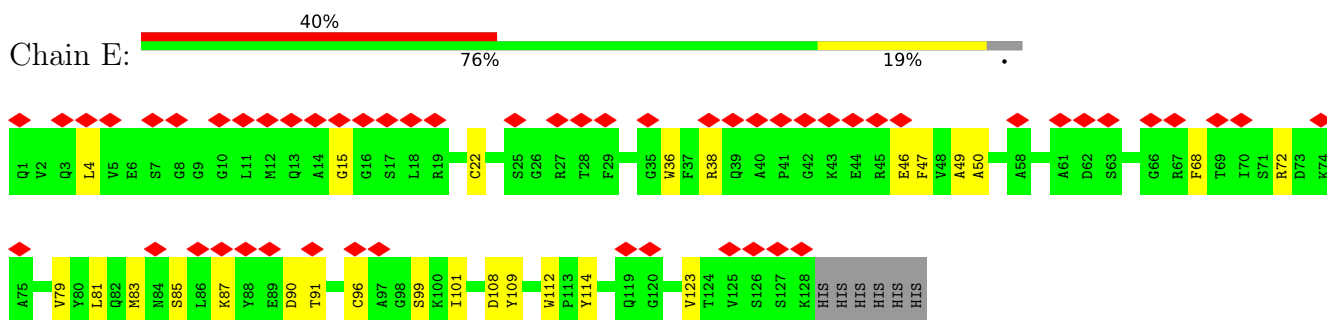 40%
Chain E:
76% 19% •
Q1 V2 Q3 L4 V5 E6 S7 G8 G9 G10 L11 M12 Q13 A14 G15 G16 S17 L18 R19 C22 S25 G26 R27 T28 F29 G35 W36 F37 R38 Q39 A40 P41 G42 K43 E44 R45 E46 F47 V48 A49 A50 A58 A61 D62 S63 G66 R67 F68 T69 I70 S71 R72 D73 K74
A75 V79 Y80 L81 Q82 M83 N84 S85 L86 K87 Y88 E89 D90 T91 C96 A97 G98 S99 K100 I101 D108 Y109 W112 P113 Y114 Q119 G120 V123 T124 V125 S126 S127 K128 HIS HIS HIS HIS HIS HIS